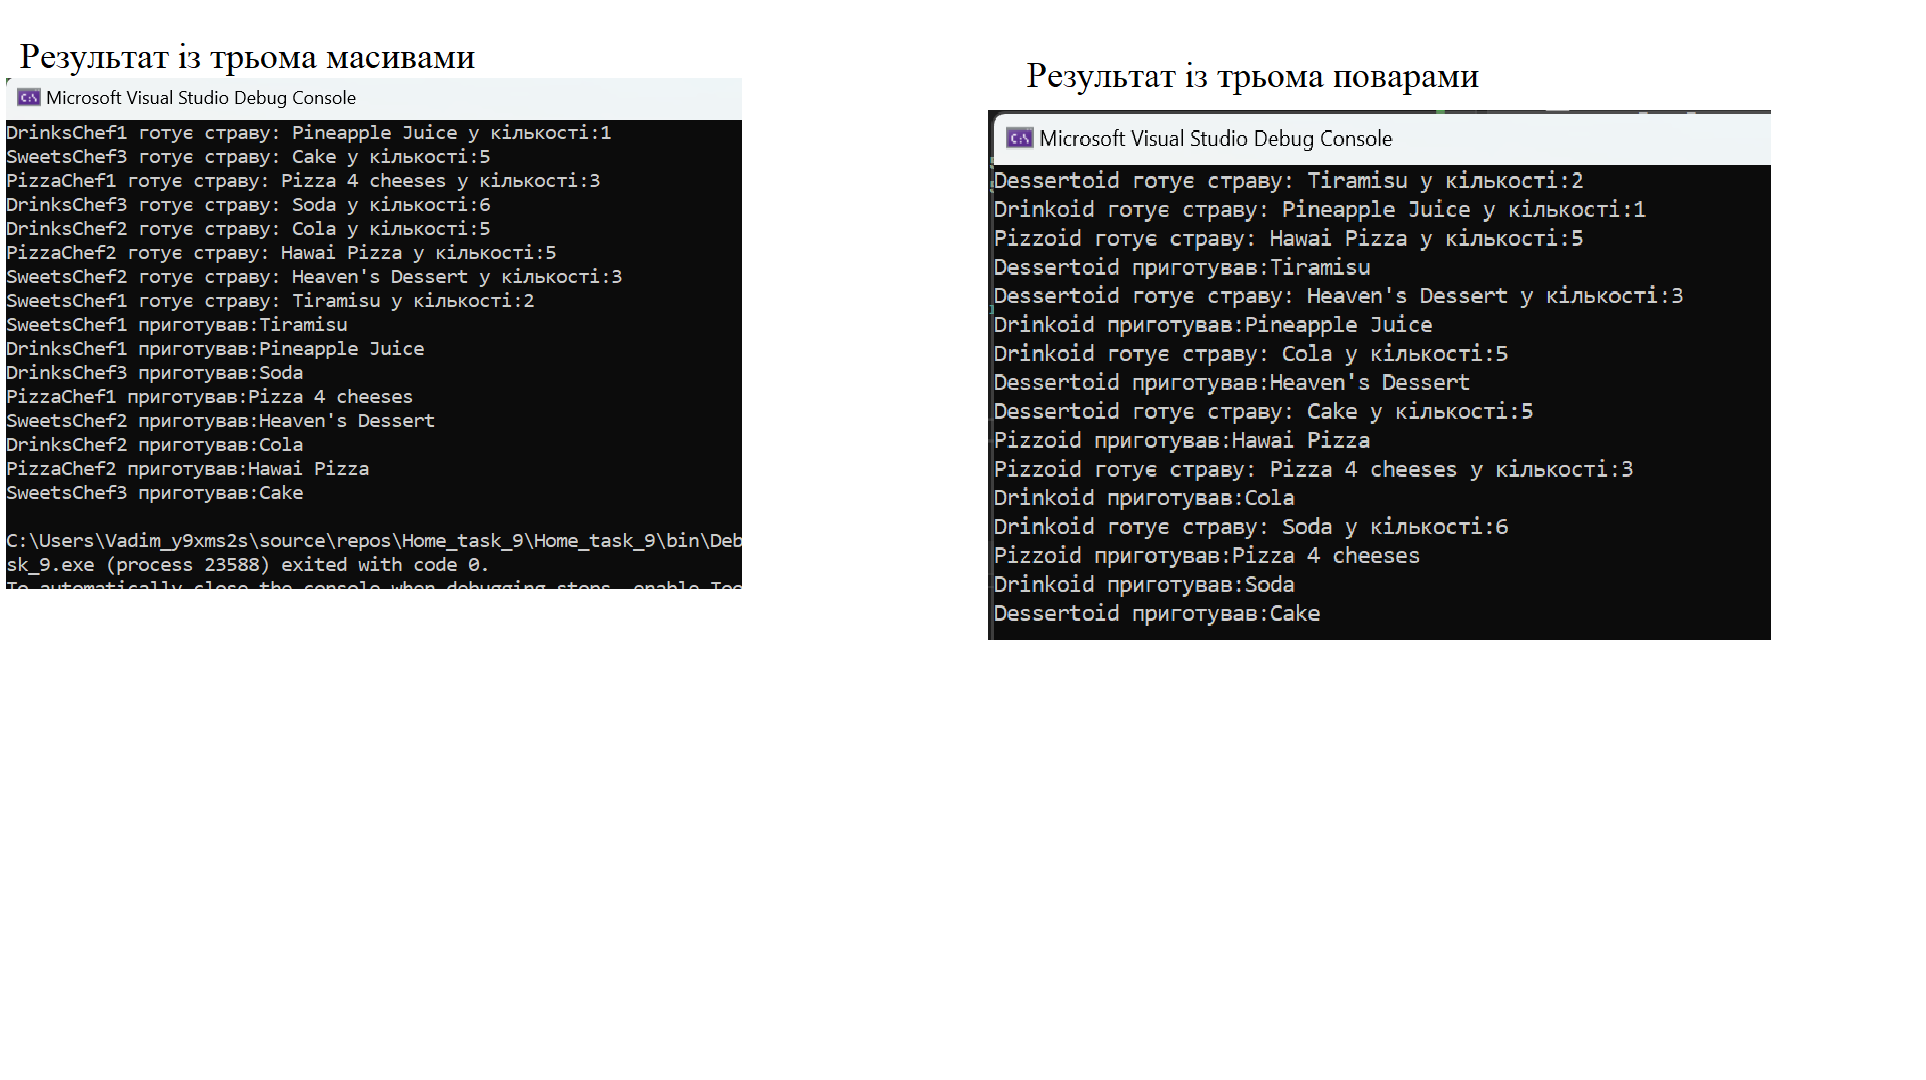 Результат із трьома масивами
Microsoft Visual Studio Debug Console
DrinksChef1 готує страву: Pineapple Juice у кількості:1
SweetsChef3 готує страву: Cake у кількості:5
PizzaChef1 готує страву: Pizza 4 cheeses у кількості:3
DrinksChef3 готує страву: Soda у кількості:6
DrinksChef2 готує страву: Cola у кількості:5
PizzaChef2 готує страву: Hawai Pizza у кількості:5
SweetsChef2 готує страву: Heaven's Dessert у кількості:3
SweetsChef1 готує страву: Tiramisu у кількості:2
SweetsChef1 приготував:Tiramisu
DrinksChef1 приготував:Pineapple Juice
DrinksChef3 приготував:Soda
PizzaChef1 приготував:Pizza 4 cheeses
SweetsChef2 приготував:Heaven's Dessert
DrinksChef2 приготував:Cola
PizzaChef2 приготував:Hawai Pizza
SweetsChef3 приготував:Cake
C:\Users\Vadim_y9xms2s\source\repos\Home_task_9\Home_task_9\bin\Deb
sk_9.exe (process 23588) exited with code 0.
To automatically close the console when debugging stops, enable Too
Результат із трьома поварами
Microsoft Visual Studio Debug Console
Dessertoid готує страву: Tiramisu у кількості:2
Drinkoid готує страву: Pineapple Juice у кількості:1
Pizzoid готує страву: Hawai Pizza у кількості:5
Dessertoid приготував:Tiramisu
Dessertoid готує страву: Heaven's Dessert у кількості:3
Drinkoid приготував:Pineapple Juice
Drinkoid готує страву: Cola у кількості:5
Dessertoid приготував:Heaven's Dessert
Dessertoid готує страву: Cake у кількості:5
Pizzoid приготував:Hawai Pizza
Pizzoid готує страву: Pizza 4 cheeses у кількості:3
Drinkoid приготував:Cola
Drinkoid готує страву: Soda у кількості:6
Pizzoid приготував:Pizza 4 cheeses
Drinkoid приготував:Soda
Dessertoid приготував:Cake